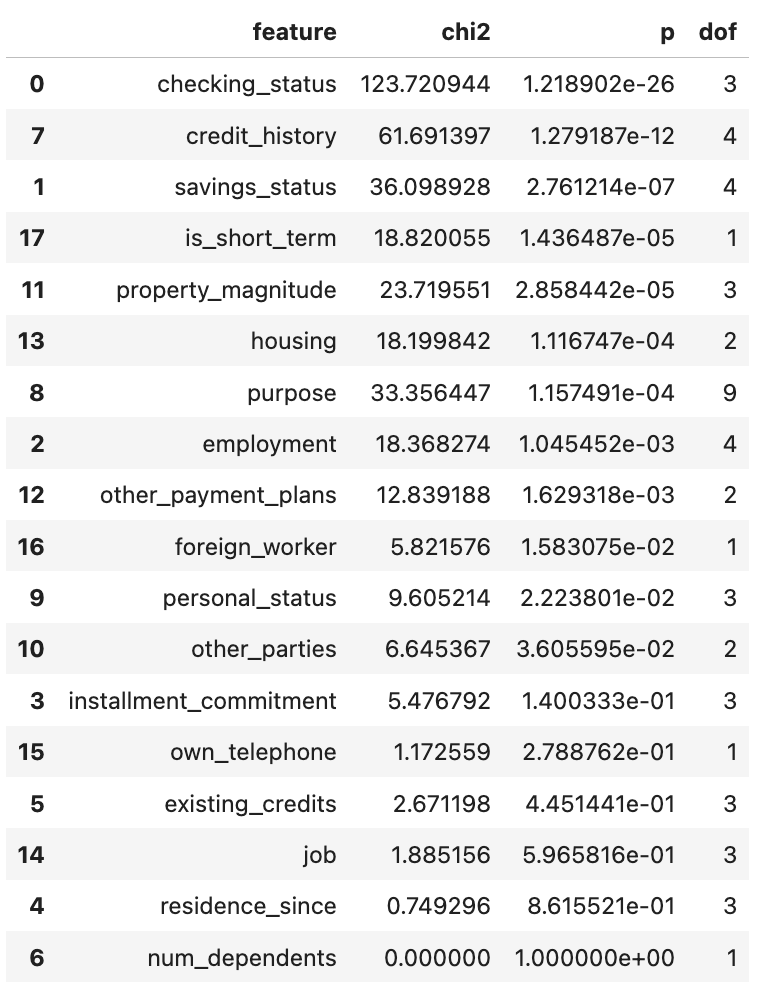 feature chi2 p dof
0 checking_status 123.720944 1.218902e-26 3
7 credit_history 61.691397 1.279187e-12 4
1 savings_status 36.098928 2.761214e-07 4
17 is_short_term 18.820055 1.436487e-05 1
11 property_magnitude 23.719551 2.858442e-05 3
13 housing 18.199842 1.116747e-04 2
8 purpose 33.356447 1.157491e-04 9
2 employment 18.368274 1.045452e-03 4
12 other_payment_plans 12.839188 1.629318e-03 2
16 foreign_worker 5.821576 1.583075e-02 1
9 personal_status 9.605214 2.223801e-02 3
10 other_parties 6.645367 3.605595e-02 2
3 installment_commitment 5.476792 1.400333e-01 3
15 own_telephone 1.172559 2.788762e-01 1
5 existing_credits 2.671198 4.451441e-01 3
14 job 1.885156 5.965816e-01 3
4 residence_since 0.749296 8.615521e-01 3
6 num_dependents 0.000000 1.000000e+00 1